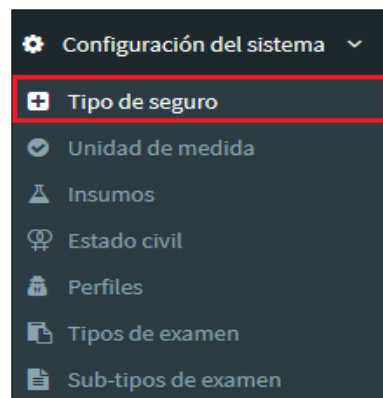 Configuración del sistema
Tipo de seguro
Unidad de medida
Insumos
Estado civil
Perfiles
Tipos de examen
Sub-tipos de examen